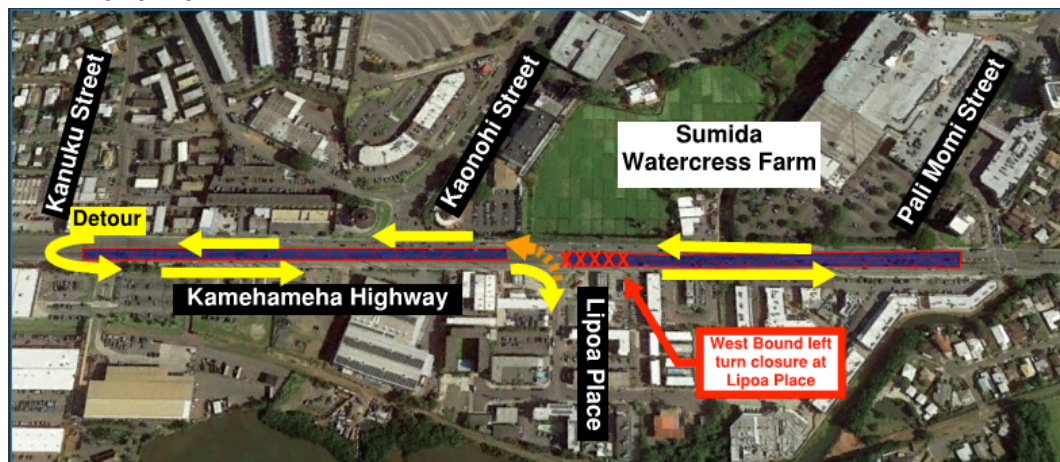 Kanuku Street
Kaonohi Street
Sumida
Watercress Farm
Pali Momi Street
Detour
XXXXX
Kamehameha Highway
Lipoa Place
West Bound left
turn closure at
Lipoa Place